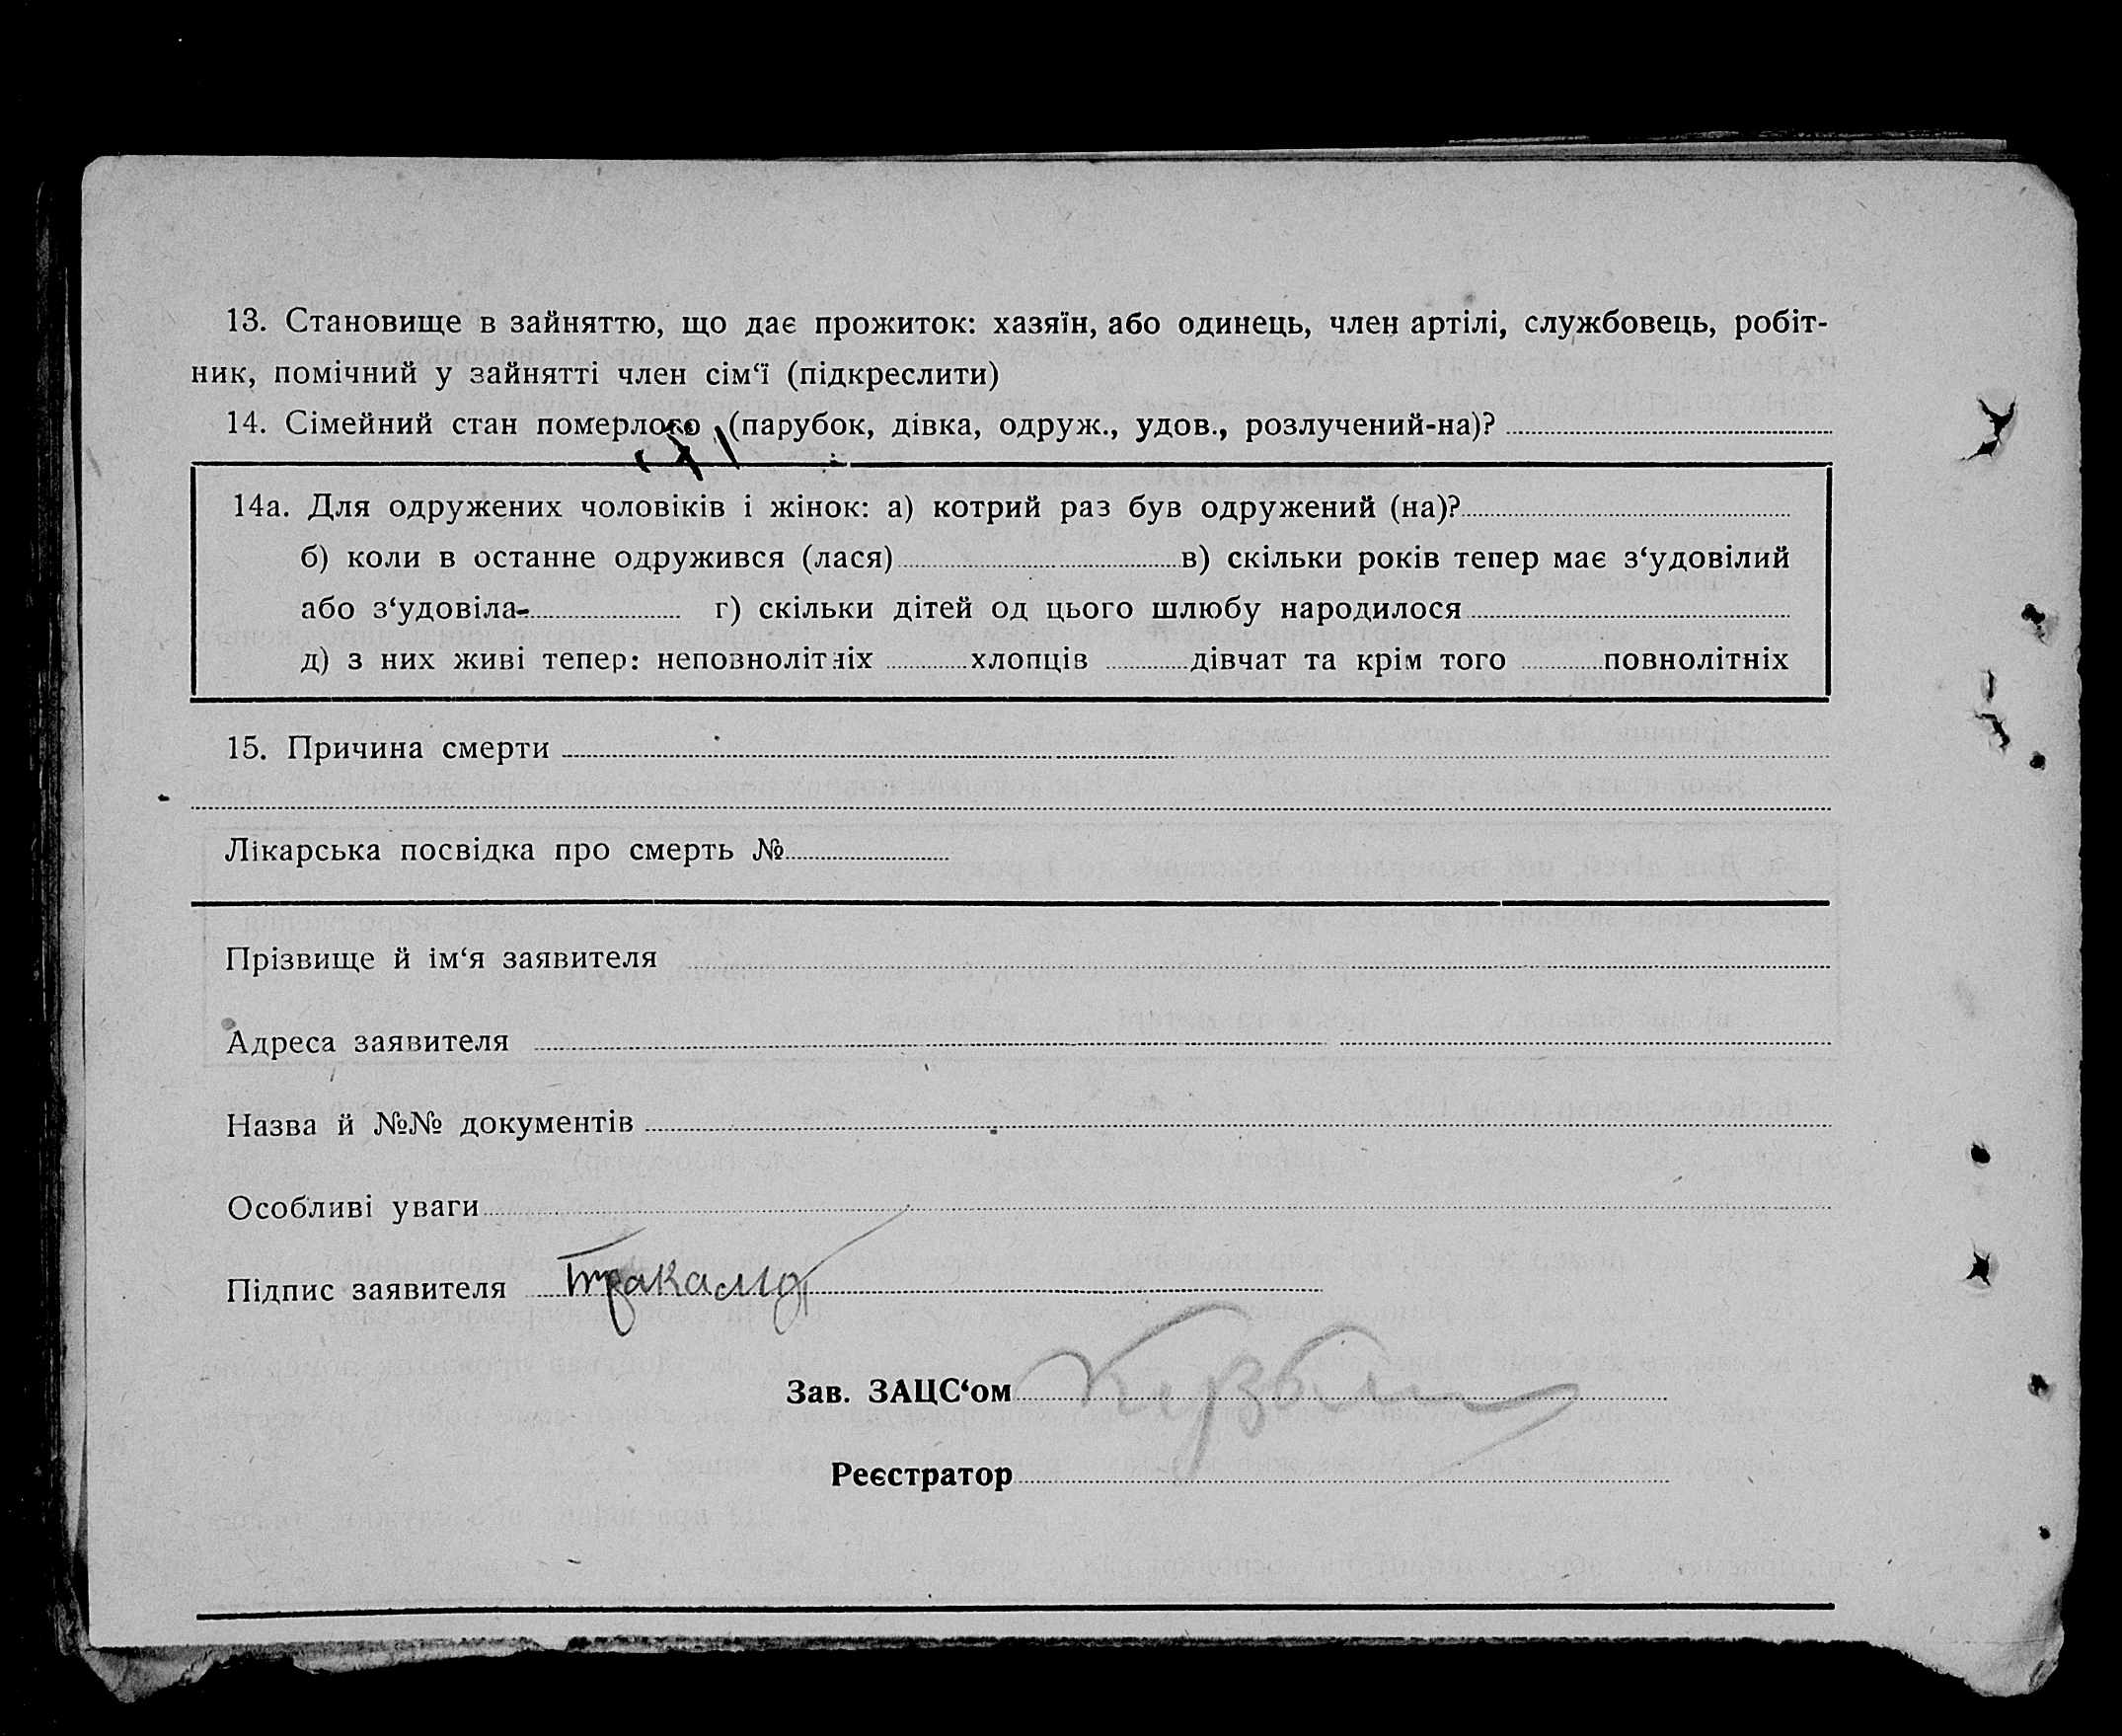 13. Становище в зайняттю, що дає прожиток: хазяїн, або одинець, член артілі, службовець, робіт-
ник, помічний у зайнятті член сім‘ї (підкреслити)
14. Сімейний стан померлого (парубок, дівка, одруж., удов., розлучений-на)?
14а. Для одружених чоловіків і жінок: а) котрий раз був одружений (на)?
б) коли в останне одружився (лася) в) скільки років тепер має з‘удовілий
або з‘удовіла- г) скільки дітей од цього шлюбу народилося
д) з них живі тепер: неповнолітніх хлопців дівчат та крім того повнолітніх
15. Причина смерти
Лікарська посвідка про смерть №
Прізвище й ім‘я заявителя
Адреса заявителя
Назва й №№ документів
Особливі уваги
Підпис заявителя
Зав. ЗАЦС‘ом
Реєстратор